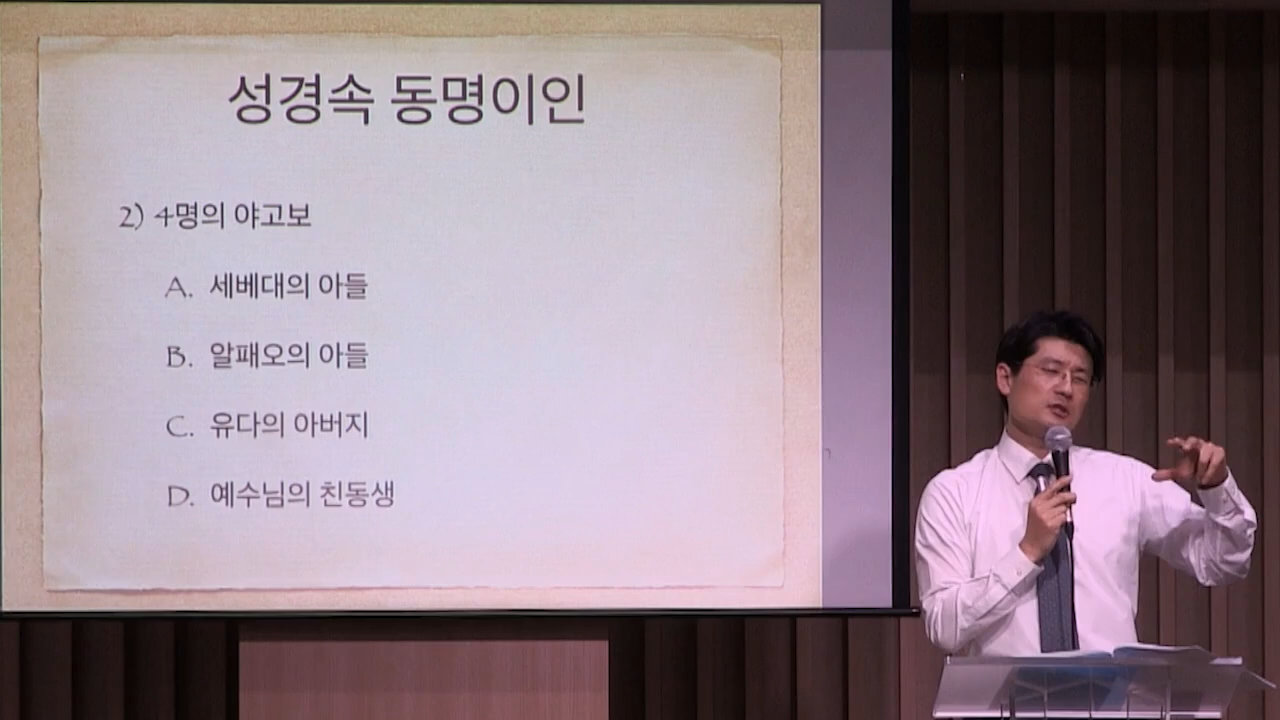 성경속 동명이인
2) 4명의 야고보
A. 세베대의 아들
B. 알패오의 아들
C. 유다의 아버지
D. 예수님의 친동생